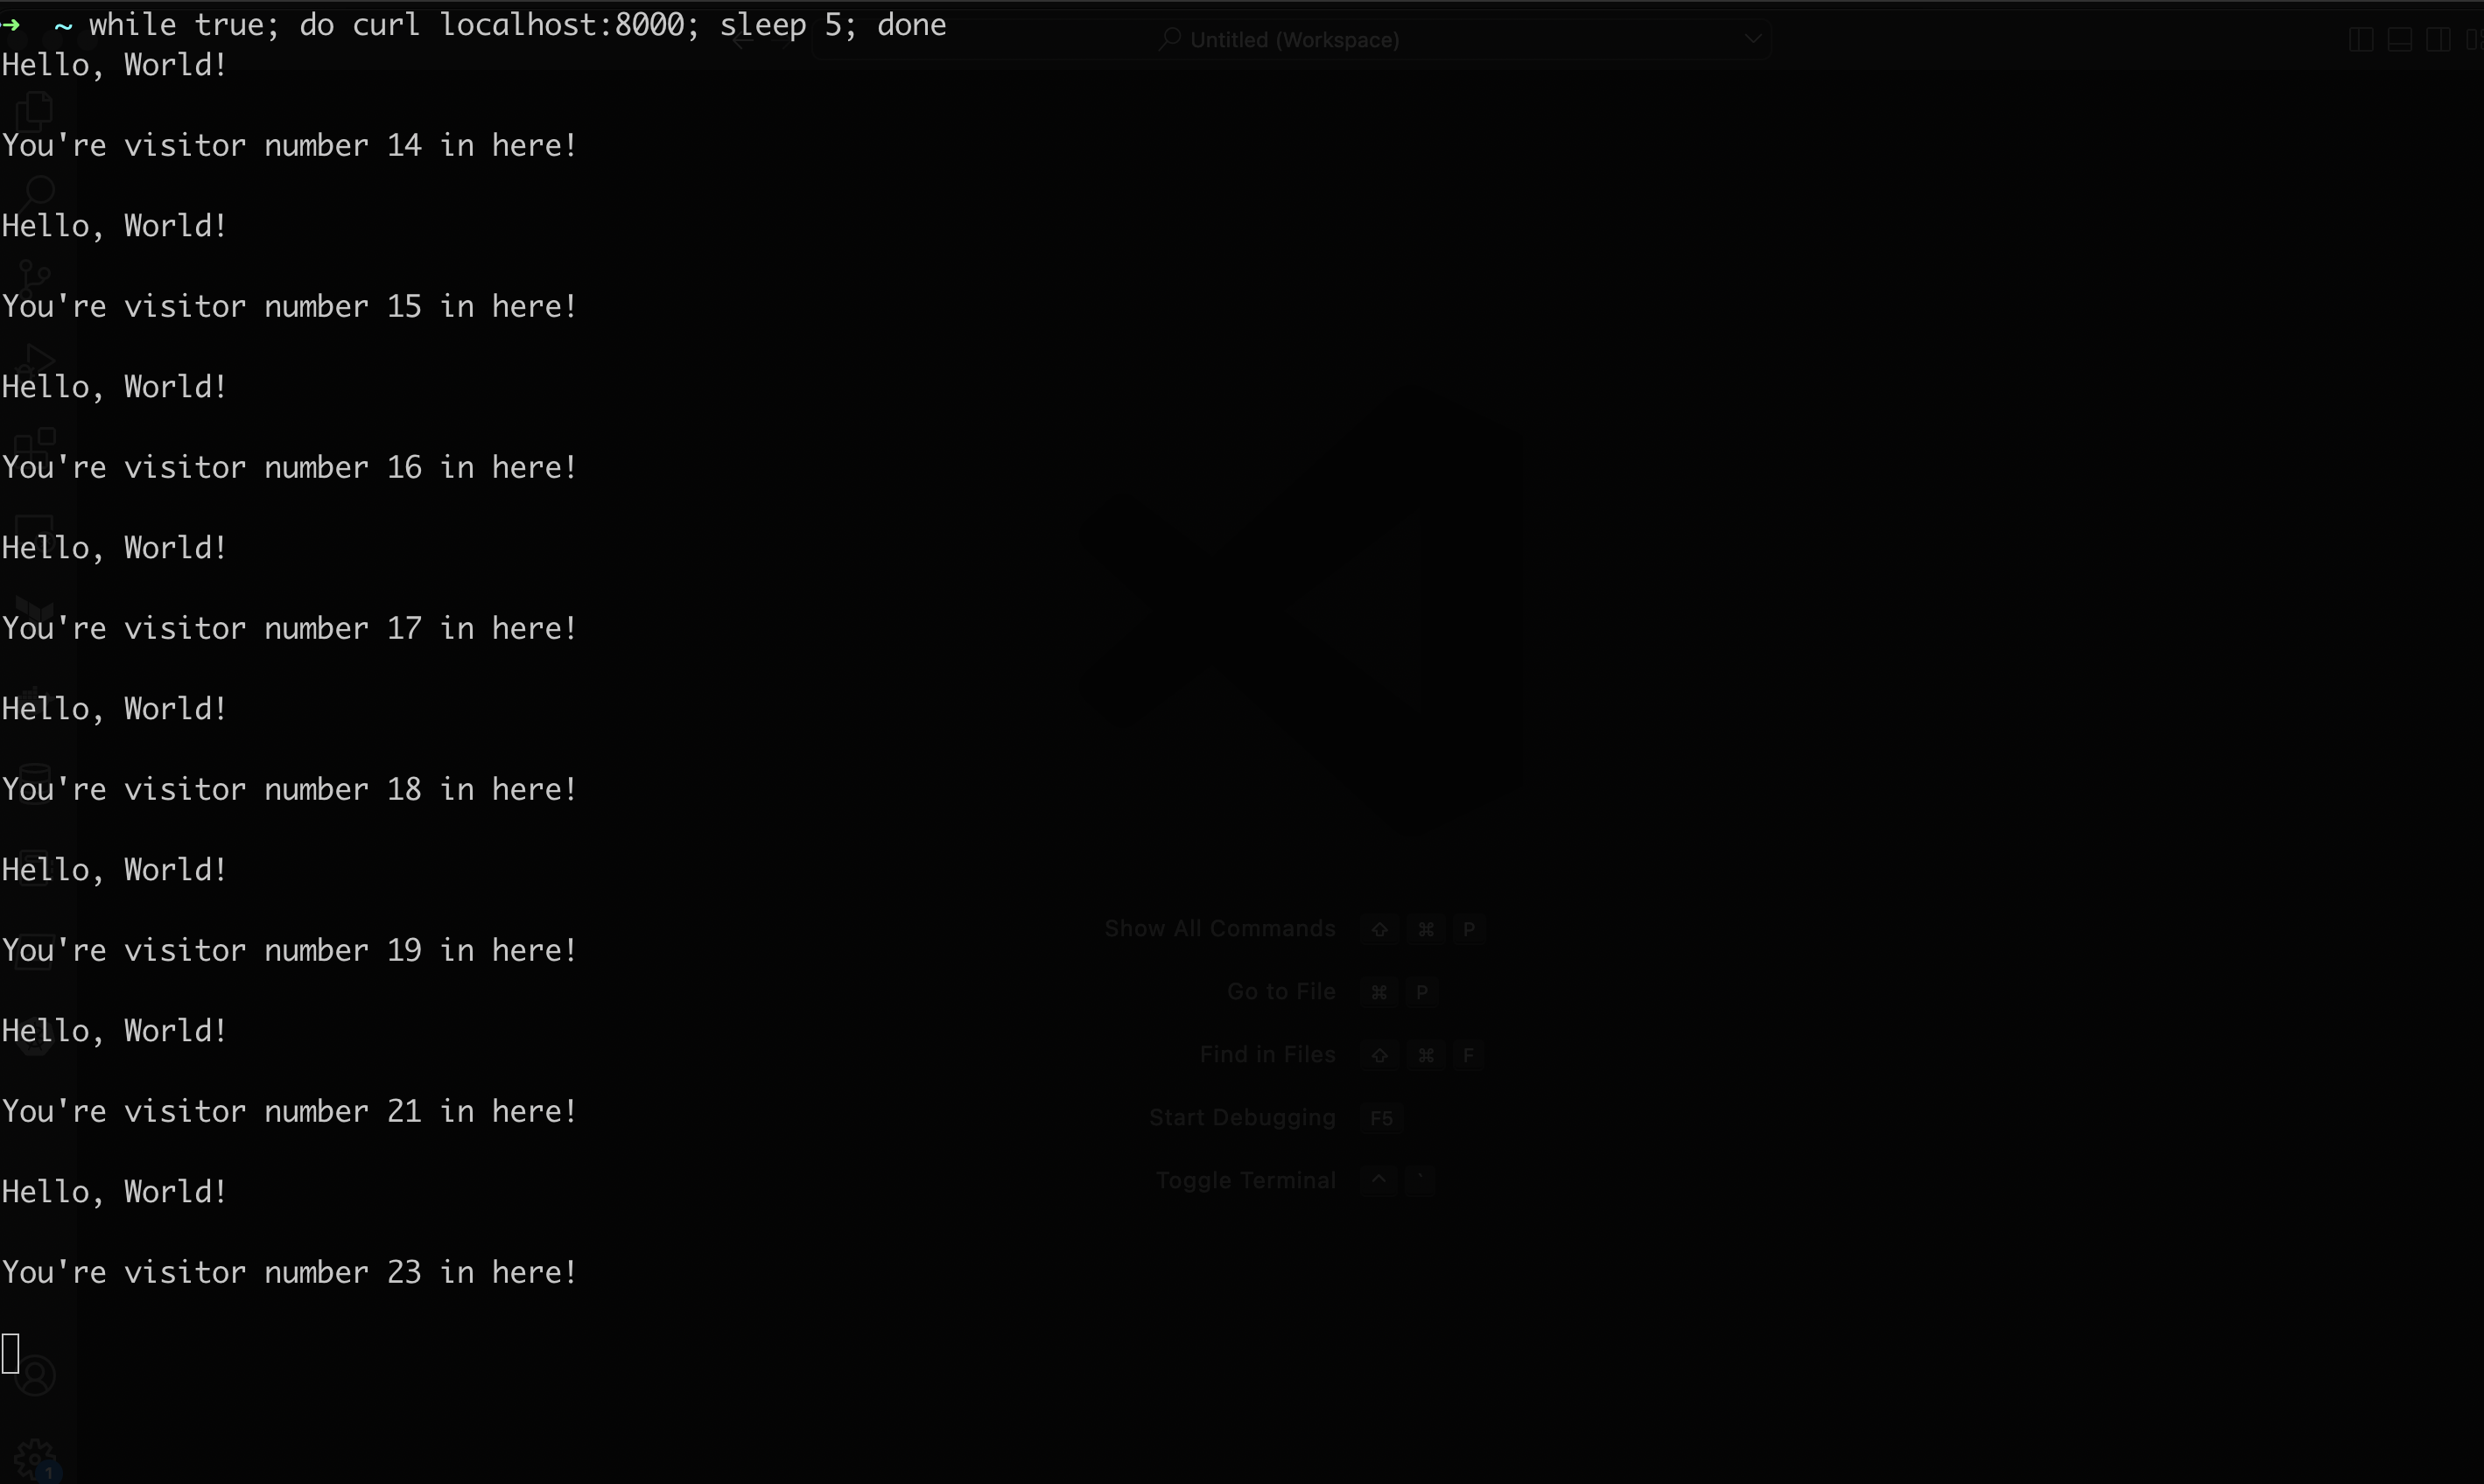 → ~ while true; do curl localhost:8000; sleep 5; done
Untitled (Workspace)
Hello, World!
You're visitor number 14 in here!
Hello, World!
You're visitor number 15 in here!
Hello, World!
You're visitor number 16 in here!
Hello, World!
You're visitor number 17 in here!
Hello, World!
You're visitor number 18 in here!
Hello, World!
You're visitor number 19 in here!
Hello, World!
You're visitor number 21 in here!
Hello, World!
You're visitor number 23 in here!
Show All Commands ⇧ ⌘ P
Go to File ⌘ P
Find in Files ⇧ ⌘ F
Start Debugging F5
Toggle Terminal ^ `
1